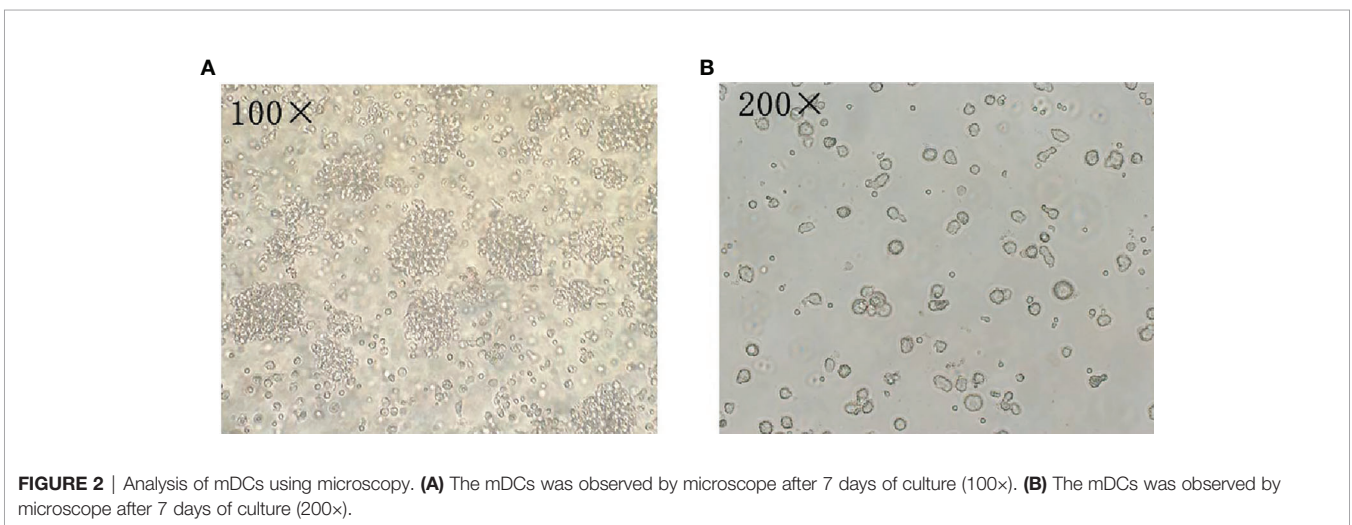 A
B
100×
200×
FIGURE 2 | Analysis of mDCs using microscopy. (A) The mDCs was observed by microscope after 7 days of culture (100×). (B) The mDCs was observed by
microscope after 7 days of culture (200×).